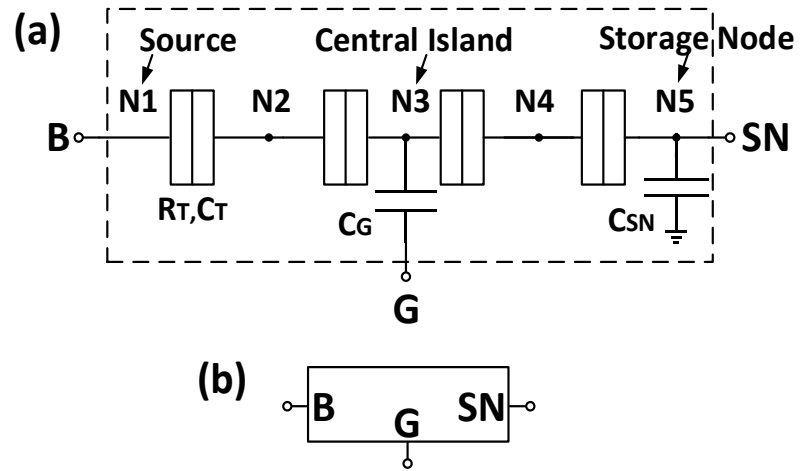 (a) Source Central Island Storage Node
N1 N2 N3 N4 N5
B SN
RT,CT CG CSN
G
(b)
B G SN